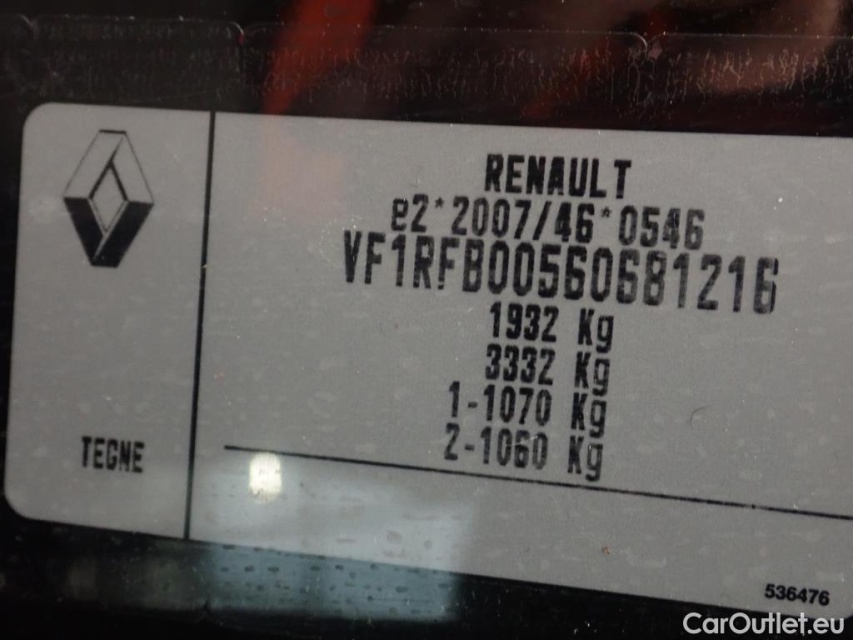 RENAULT
e2*2007/46*0546
VF1RFB00560681216
1932 Kg
3332 Kg
1-1070 Kg
2-1060 Kg
TEGNE
536476
CarOutlet.eu